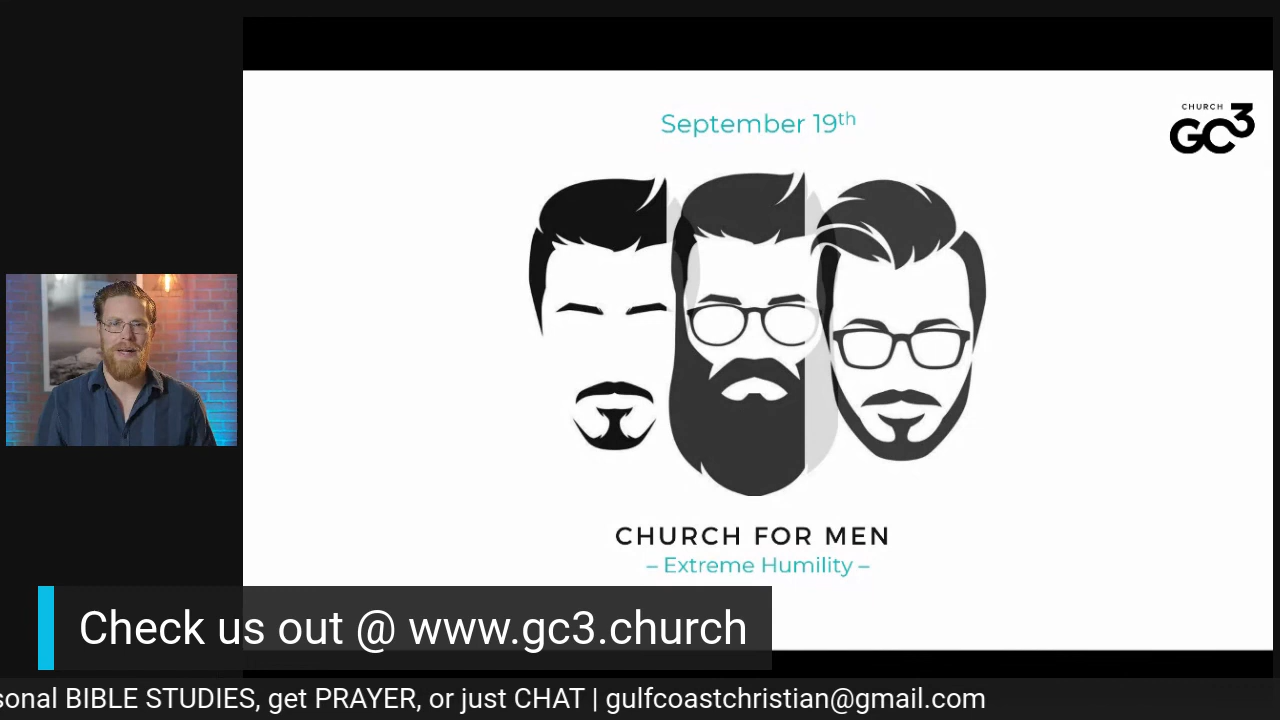 September 19th
CHURCH
GC3
CHURCH FOR MEN
– Extreme Humility –
Check us out @ www.gc3.church
sonal BIBLE STUDIES, get PRAYER, or just CHAT | gulfcoastchristian@gmail.com